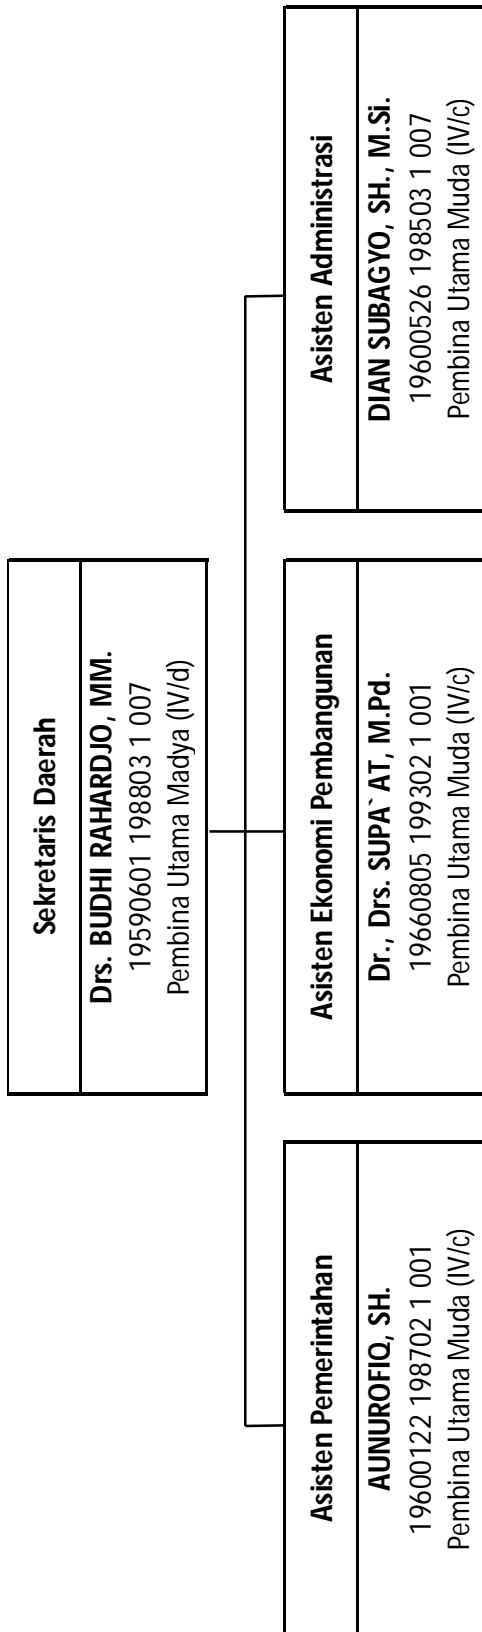 Sekretaris Daerah
Drs. BUDHI RAHARDJO, MM.
19590601 198803 1 007
Pembina Utama Madya (IV/d)
Asisten Pemerintahan
AUNUROFIQ, SH.
19600122 198702 1 001
Pembina Utama Muda (IV/c)
Asisten Ekonomi Pembangunan
Dr., Drs. SUPA`AT, M.Pd.
19660805 199302 1 001
Pembina Utama Muda (IV/c)
Asisten Administrasi
DIAN SUBAGYO, SH., M.Si.
19600526 198503 1 007
Pembina Utama Muda (IV/c)